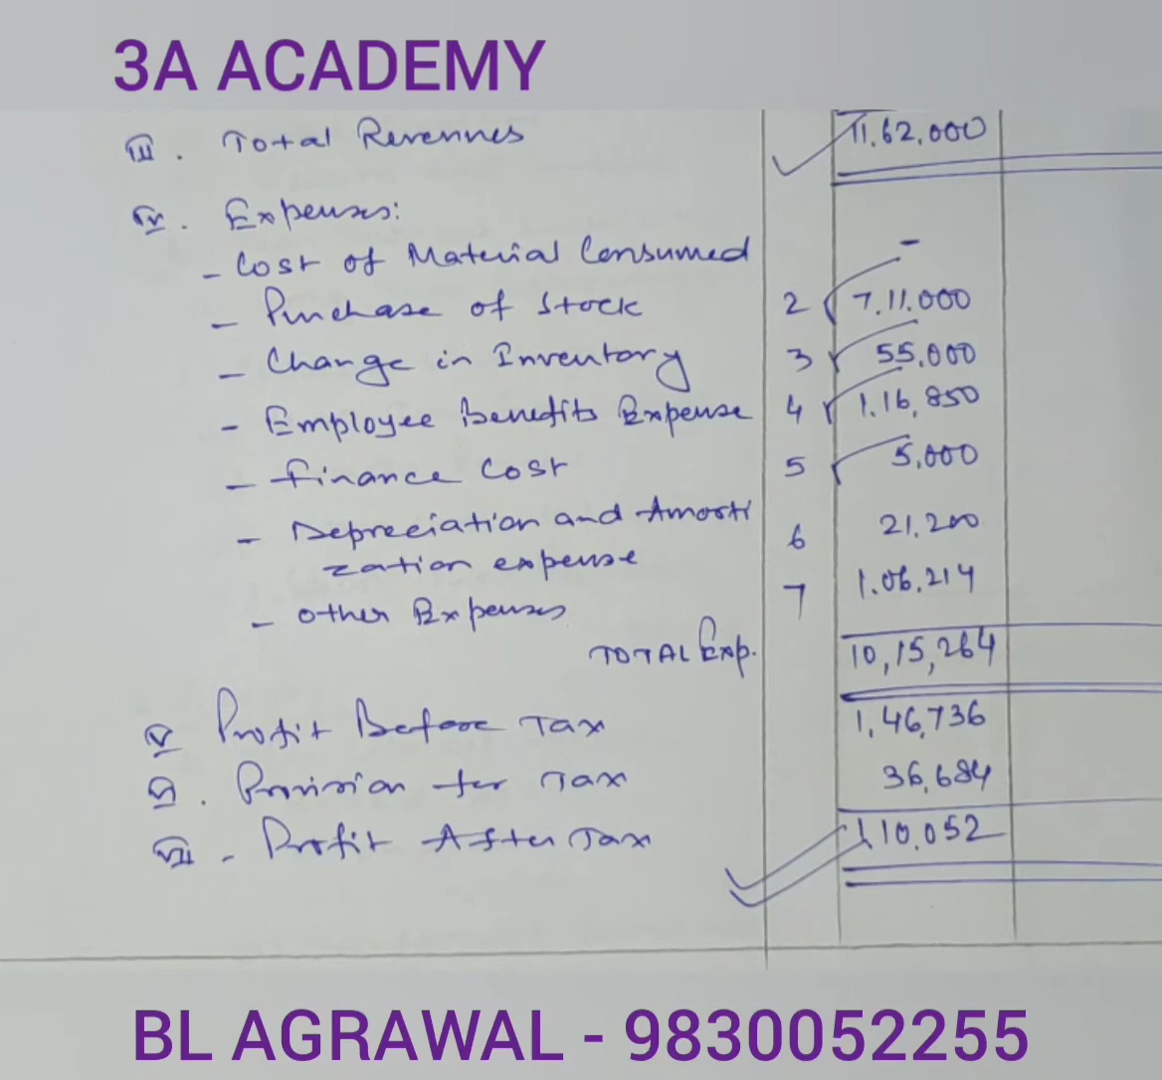 3A ACADEMY
III. Total Revennes 11,62,000
IV. Expenses:
- Cost of Material Consumed -
- Purchase of Stock 2 7,11,000
- Change in Inventory 3 55,000
- Employee Benefits Expense 4 1,16,850
- Finance Cost 5 5,000
- Depreciation and Amorti 6 21,200
zation expense
- Other Expenses 7 1,06,214
TOTAL Exp. 10,15,264
V Profit Before Tax 1,46,736
VI. Provision for Tax 36,684
VII - Profit After Tax 1,10,052
BL AGRAWAL - 9830052255